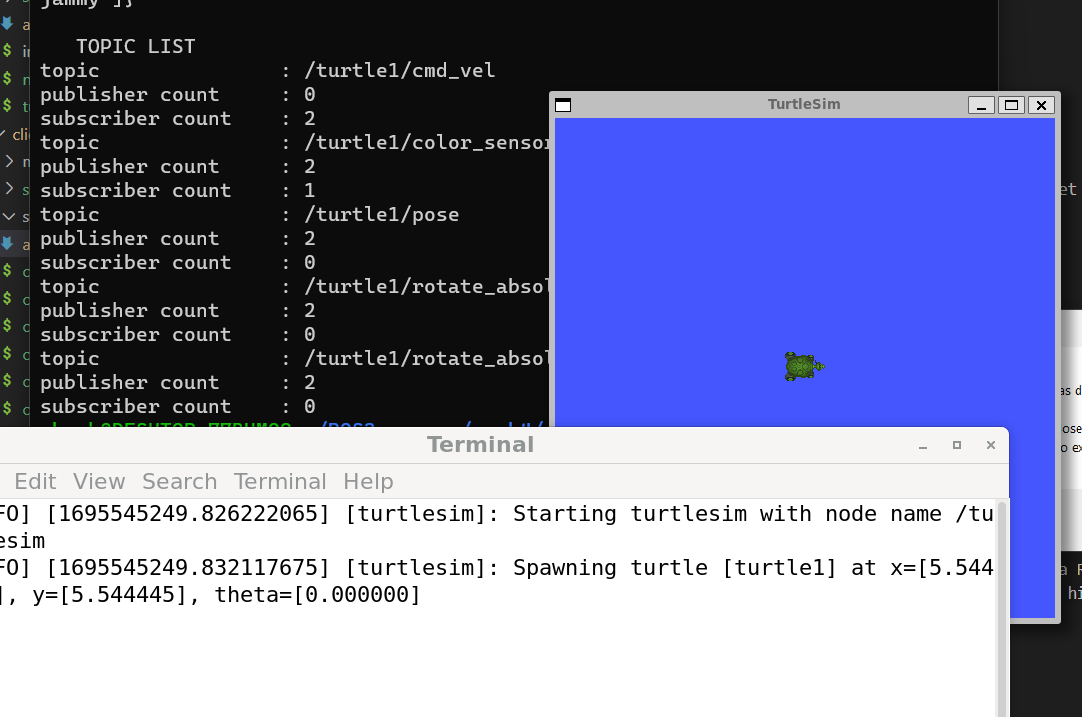 jammy ]}
TOPIC LIST
topic : /turtle1/cmd_vel
publisher count : 0
subscriber count : 2
topic : /turtle1/color_sensor
publisher count : 2
subscriber count : 1
topic : /turtle1/pose
publisher count : 2
subscriber count : 0
topic : /turtle1/rotate_absol
publisher count : 2
subscriber count : 0
topic : /turtle1/rotate_absol
publisher count : 2
subscriber count : 0
TurtleSim
Terminal
Edit View Search Terminal Help
FO] [1695545249.826222065] [turtlesim]: Starting turtlesim with node name /tu
esim
FO] [1695545249.832117675] [turtlesim]: Spawning turtle [turtle1] at x=[5.544
], y=[5.544445], theta=[0.000000]